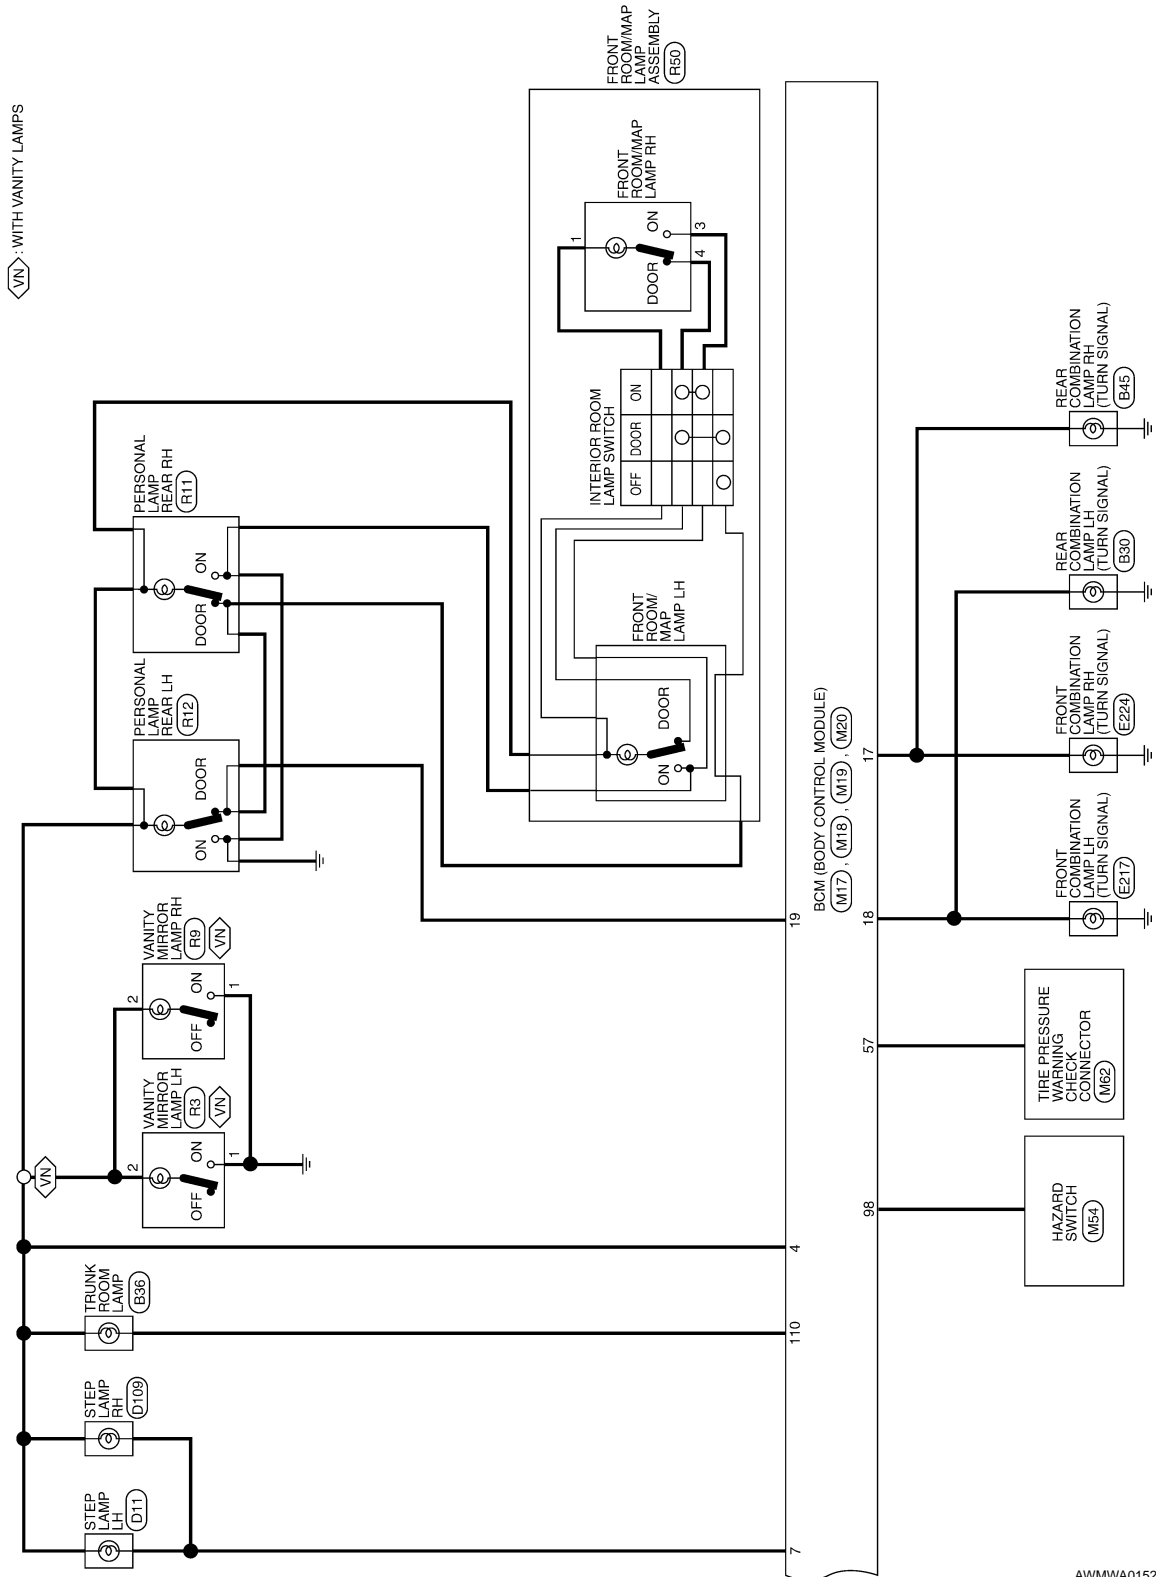 VN : WITH VANITY LAMPS
STEP
LAMP
LH
D11
STEP
LAMP
RH
D109
TRUNK
ROOM
LAMP
B36
VN
VANITY
MIRROR
LAMP LH
R3
VN
2
OFF
ON
1
VANITY
MIRROR
LAMP RH
R9
VN
2
OFF
ON
1
PERSONAL
LAMP
REAR LH
R12
ON
DOOR
PERSONAL
LAMP
REAR RH
R11
DOOR
ON
FRONT
ROOM/MAP
LAMP
ASSEMBLY
R50
FRONT
ROOM/
MAP
LAMP LH
ON
DOOR
INTERIOR ROOM
LAMP SWITCH
OFF
DOOR
ON
FRONT
ROOM/MAP
LAMP RH
1
DOOR
ON
4
3
7
110
4
19
BCM (BODY CONTROL MODULE)
M17 , M18 , M19 , M20
98
57
18
17
HAZARD
SWITCH
M54
TIRE PRESSURE
WARNING
CHECK
CONNECTOR
M62
FRONT
COMBINATION
LAMP LH
(TURN SIGNAL)
E217
FRONT
COMBINATION
LAMP RH
(TURN SIGNAL)
E224
REAR
COMBINATION
LAMP LH
(TURN SIGNAL)
B30
REAR
COMBINATION
LAMP RH
(TURN SIGNAL)
B45